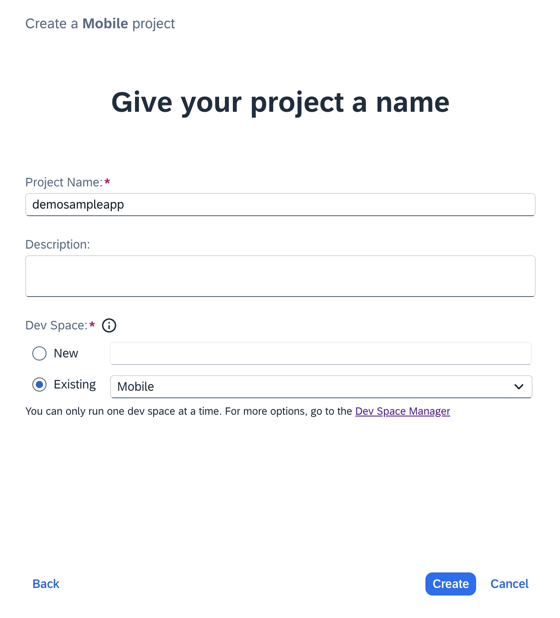 Create a Mobile project
Give your project a name
Project Name:*
demosampleapp
Description:
Dev Space:*
New
Existing
Mobile
You can only run one dev space at a time. For more options, go to the Dev Space Manager
Back
Create
Cancel